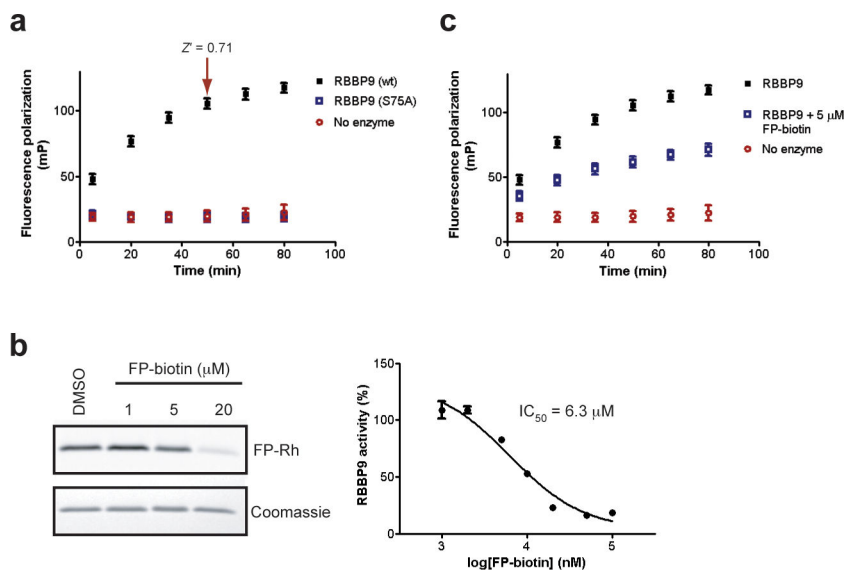 a
Z' = 0.71
Fluorescence polarization
(mP)
100
50
0
0 20 40 60 80 100
Time (min)
RBBP9 (wt)
RBBP9 (S75A)
No enzyme
c
Fluorescence polarization
(mP)
100
50
0
0 20 40 60 80 100
Time (min)
RBBP9
RBBP9 + 5 μM
FP-biotin
No enzyme
b
DMSO
FP-biotin (μM)
1 5 20
FP-Rh
Coomassie
RBBP9 activity (%)
150
100
50
0
3 4 5
log[FP-biotin] (nM)
IC50 = 6.3 μM